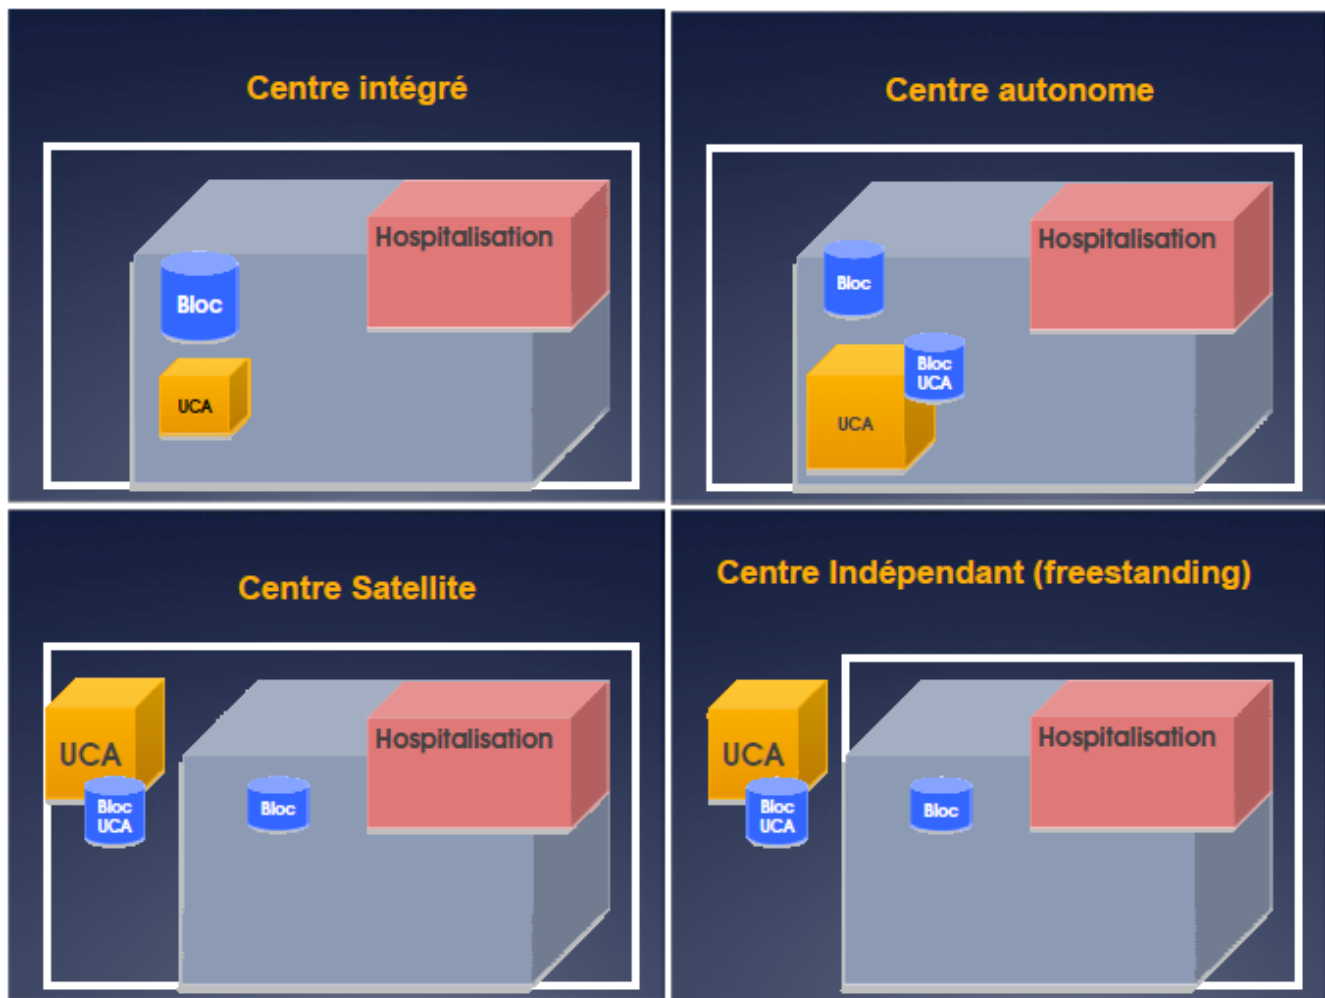 Centre intégré
Hospitalisation
Bloc
UCA
Centre autonome
Hospitalisation
Bloc
Bloc
UCA
UCA
Centre Satellite
Hospitalisation
UCA
Bloc
UCA
Bloc
Centre Indépendant (freestanding)
Hospitalisation
UCA
Bloc
UCA
Bloc